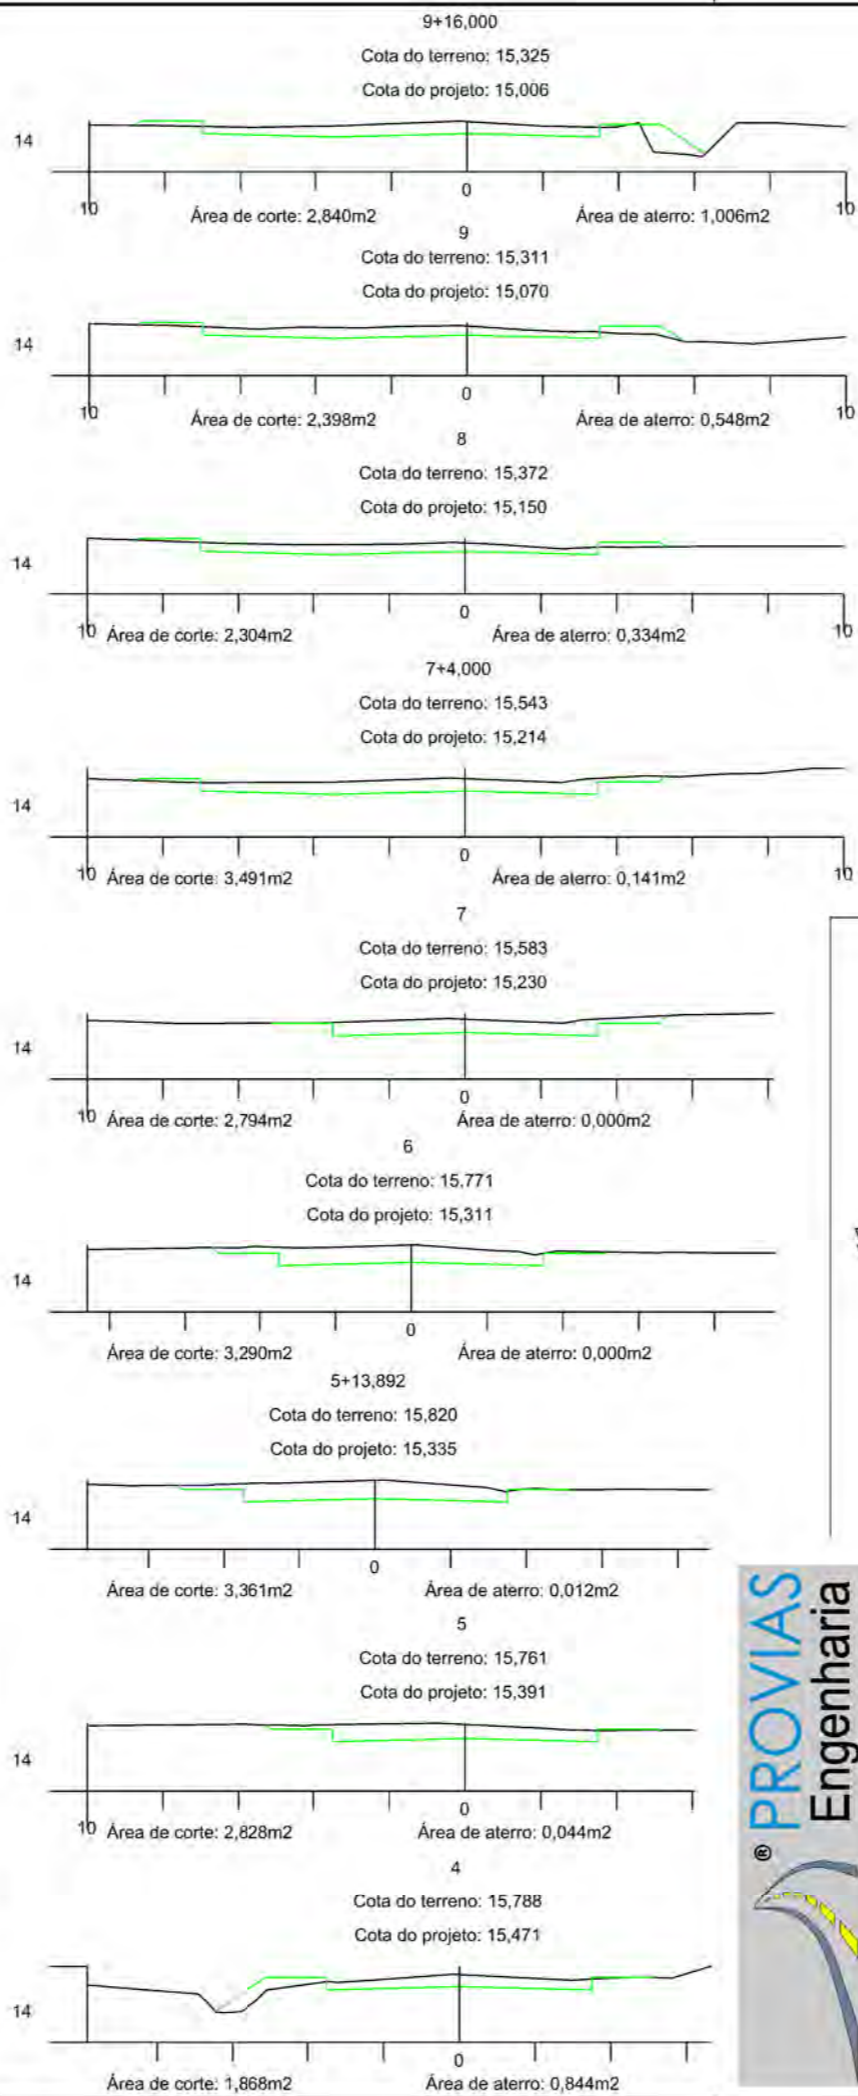 9+16,000
Cota do terreno: 15,325
Cota do projeto: 15,006
14
0
10
10
Área de corte: 2,840m2
Área de aterro: 1,006m2
9
Cota do terreno: 15,311
Cota do projeto: 15,070
14
0
10
10
Área de corte: 2,398m2
Área de aterro: 0,548m2
8
Cota do terreno: 15,372
Cota do projeto: 15,150
14
0
10
10
Área de corte: 2,304m2
Área de aterro: 0,334m2
7+4,000
Cota do terreno: 15,543
Cota do projeto: 15,214
14
0
10
10
Área de corte: 3,491m2
Área de aterro: 0,141m2
7
Cota do terreno: 15,583
Cota do projeto: 15,230
14
0
10
Área de corte: 2,794m2
Área de aterro: 0,000m2
6
Cota do terreno: 15,771
Cota do projeto: 15,311
14
0
Área de corte: 3,290m2
Área de aterro: 0,000m2
5+13,892
Cota do terreno: 15,820
Cota do projeto: 15,335
14
0
Área de corte: 3,361m2
Área de aterro: 0,012m2
5
Cota do terreno: 15,761
Cota do projeto: 15,391
14
0
10
Área de corte: 2,828m2
Área de aterro: 0,044m2
4
Cota do terreno: 15,788
Cota do projeto: 15,471
14
0
Área de corte: 1,868m2
Área de aterro: 0,844m2
® PROVIAS
Engenharia